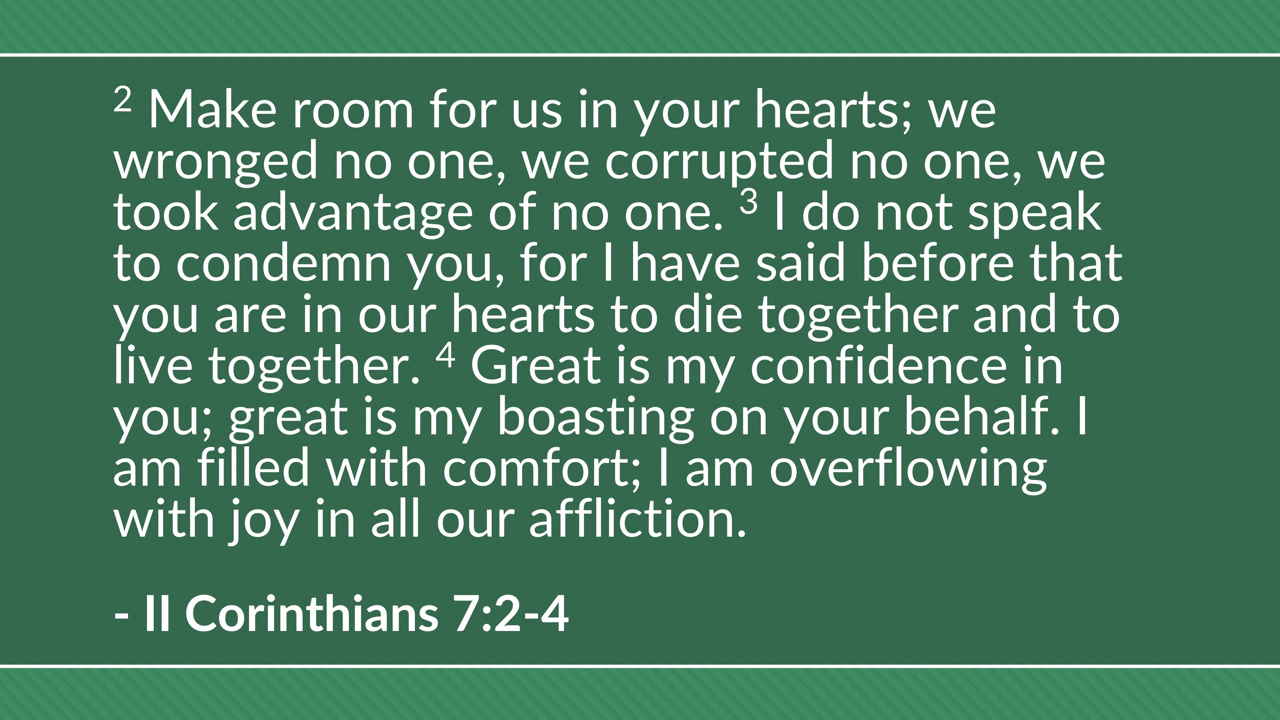 2 Make room for us in your hearts; we
wronged no one, we corrupted no one, we
took advantage of no one. 3 I do not speak
to condemn you, for I have said before that
you are in our hearts to die together and to
live together. 4 Great is my confidence in
you; great is my boasting on your behalf. I
am filled with comfort; I am overflowing
with joy in all our affliction.
- II Corinthians 7:2-4